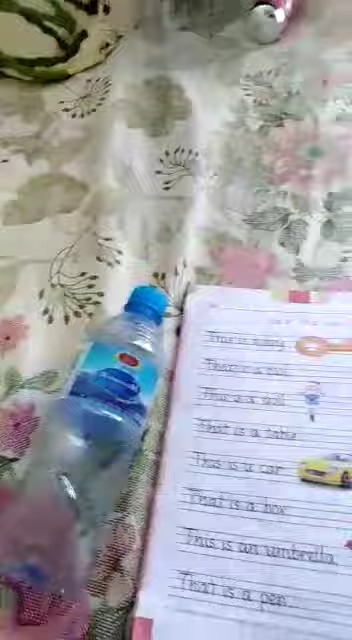 This is a key
That is a
This is a doll
That is a table
This is a car
That is a box
This is an umbrella
That is a pen.